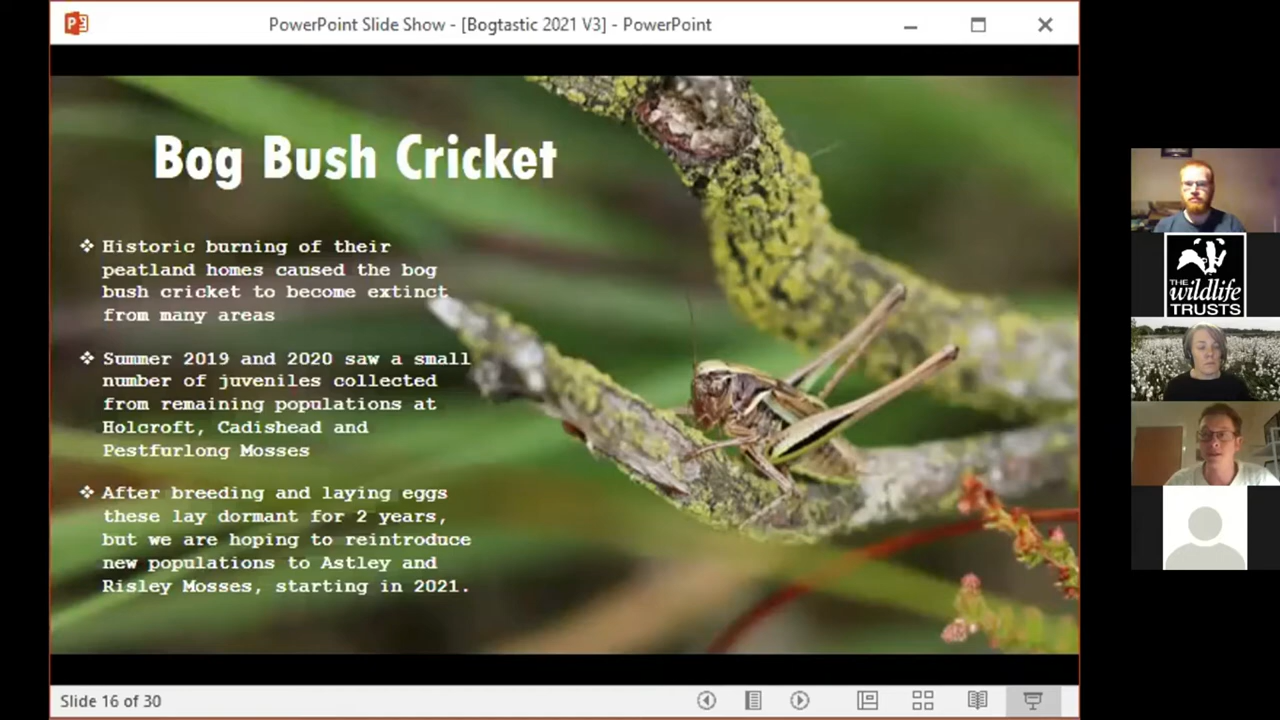 PowerPoint Slide Show - [Bogtastic 2021 V3] - PowerPoint
Bog Bush Cricket
❖ Historic burning of their
peatland homes caused the bog
bush cricket to become extinct
from many areas
❖ Summer 2019 and 2020 saw a small
number of juveniles collected
from remaining populations at
Holcroft, Cadishead and
Pestfurlong Mosses
❖ After breeding and laying eggs
these lay dormant for 2 years,
but we are hoping to reintroduce
new populations to Astley and
Risley Mosses, starting in 2021.
THE
wildlife
TRUSTS
Slide 16 of 30